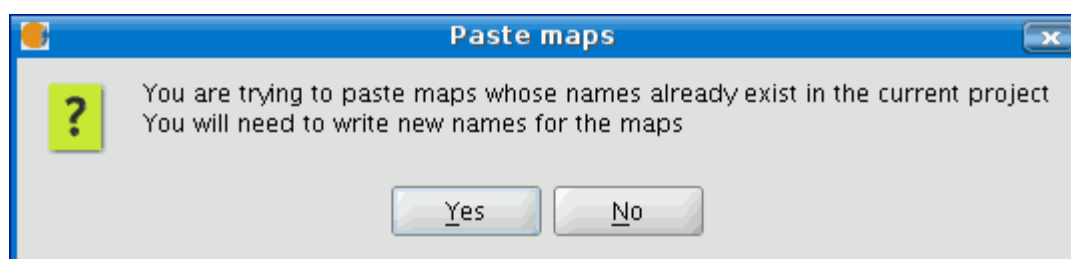 Paste maps
You are trying to paste maps whose names already exist in the current project
You will need to write new names for the maps
Yes
No